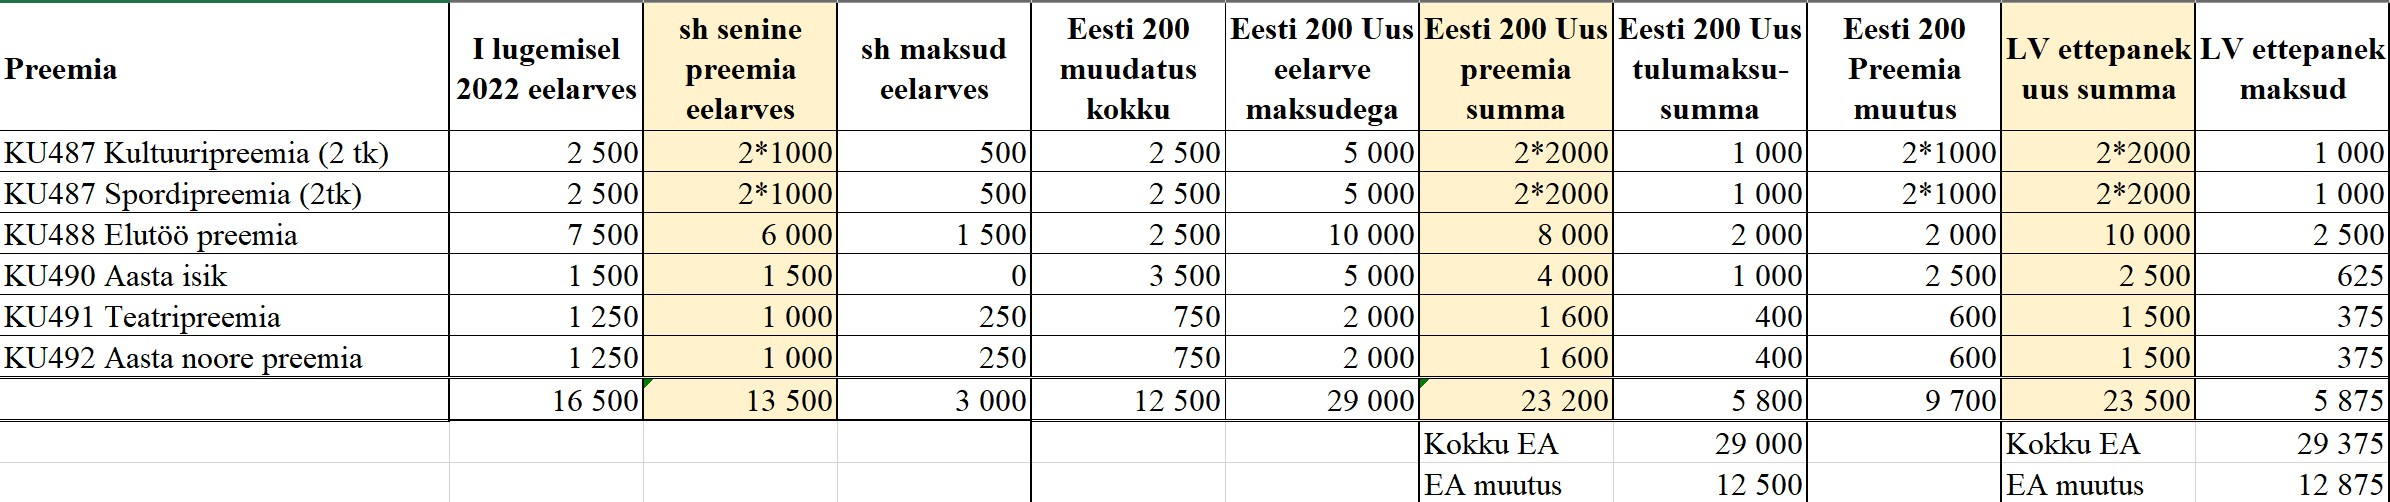 Preemia | I lugemisel 2022 eelarves | sh senine preemia eelarves | sh maksud eelarves | Eesti 200 muudatus kokku | Eesti 200 Uus eelarve maksudega | Eesti 200 Uus preemia summa | Eesti 200 Uus tulumaksu-summa | Eesti 200 Preemia muutus | LV ettepanek uus summa | LV ettepanek maksud
KU487 Kultuuripreemia (2 tk) | 2 500 | 2*1000 | 500 | 2 500 | 5 000 | 2*2000 | 1 000 | 2*1000 | 2*2000 | 1 000
KU487 Spordipreemia (2tk) | 2 500 | 2*1000 | 500 | 2 500 | 5 000 | 2*2000 | 1 000 | 2*1000 | 2*2000 | 1 000
KU488 Elutöö preemia | 7 500 | 6 000 | 1 500 | 2 500 | 10 000 | 8 000 | 2 000 | 2 000 | 10 000 | 2 500
KU490 Aasta isik | 1 500 | 1 500 | 0 | 3 500 | 5 000 | 4 000 | 1 000 | 2 500 | 2 500 | 625
KU491 Teatripreemia | 1 250 | 1 000 | 250 | 750 | 2 000 | 1 600 | 400 | 600 | 1 500 | 375
KU492 Aasta noore preemia | 1 250 | 1 000 | 250 | 750 | 2 000 | 1 600 | 400 | 600 | 1 500 | 375
16 500 | 13 500 | 3 000 | 12 500 | 29 000 | 23 200 | 5 800 | 9 700 | 23 500 | 5 875
Kokku EA | 29 000 | Kokku EA | 29 375
EA muutus | 12 500 | EA muutus | 12 875